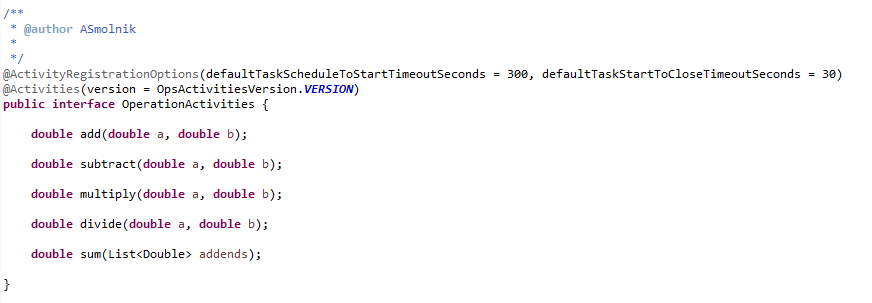 /**
 * @author ASmolnik
 *
 */
@ActivityRegistrationOptions(defaultTaskScheduleToStartTimeoutSeconds = 300, defaultTaskStartToCloseTimeoutSeconds = 30)
@Activities(version = OpsActivitiesVersion.VERSION)
public interface OperationActivities {
    double add(double a, double b);
    double subtract(double a, double b);
    double multiply(double a, double b);
    double divide(double a, double b);
    double sum(List<Double> addends);
}